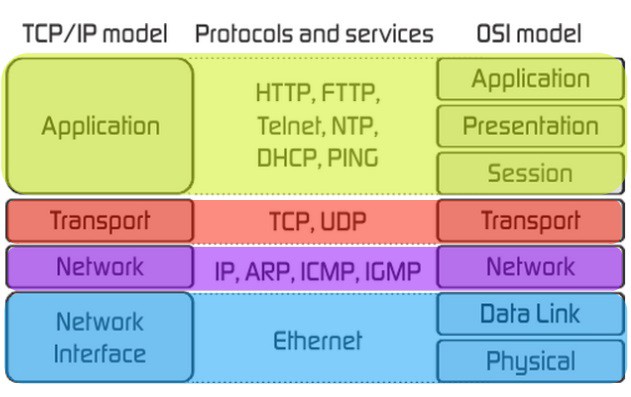 TCP/IP model Protocols and services OSI model
Application
HTTP, FTTP,
Telnet, NTP,
DHCP, PING
Application
Presentation
Session
Transport TCP, UDP Transport
Network IP, ARP, ICMP, IGMP Network
Network
Interface
Ethernet
Data Link
Physical